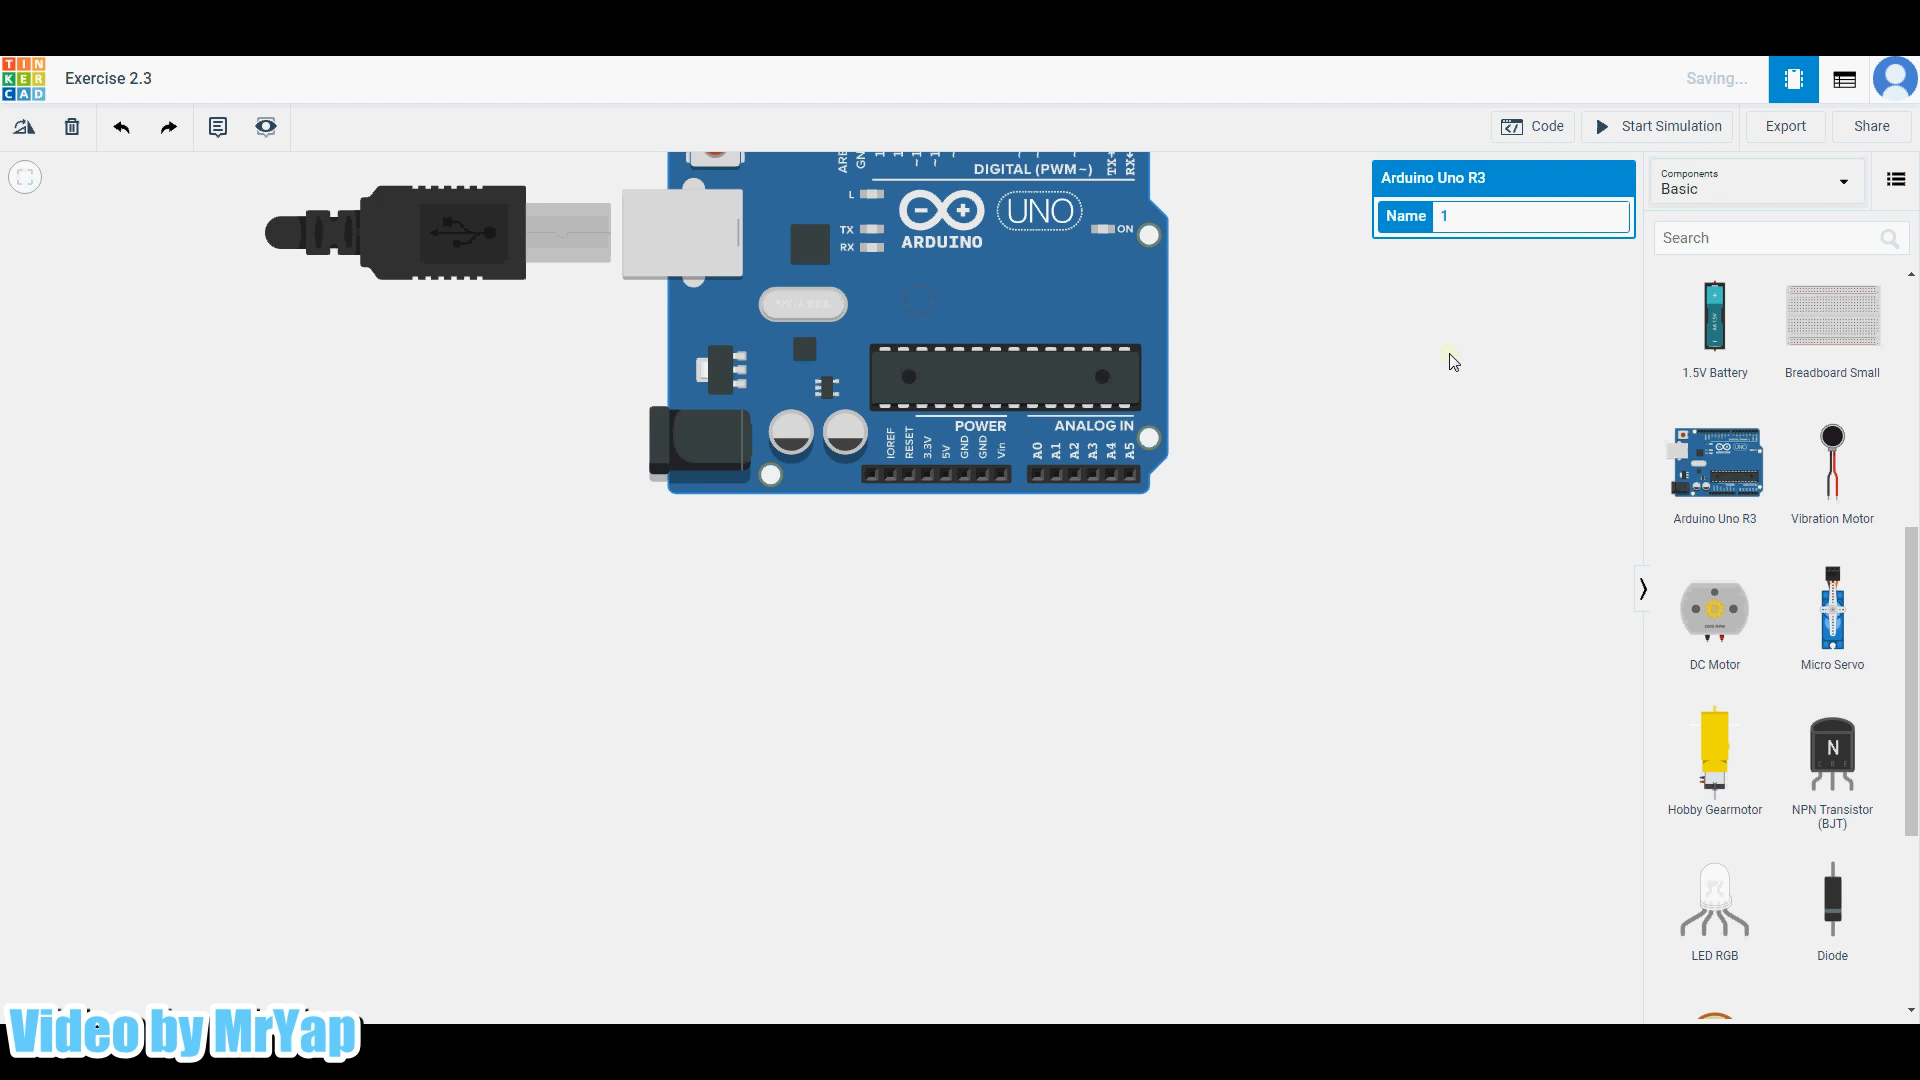 TIN
KER
CAD
Exercise 2.3
Saving...
Code
Start Simulation
Export
Share
Arduino Uno R3
Name
1
Components
Basic
Search
1.5V Battery
Breadboard Small
Arduino Uno R3
Vibration Motor
DC Motor
Micro Servo
Hobby Gearmotor
NPN Transistor
(BJT)
LED RGB
Diode
N
C B E
DIGITAL (PWM~)
TX→
RX←
L
TX
RX
UNO
ARDUINO
ON
POWER
ANALOG IN
IOREF
RESET
3.3V
5V
GND
GND
Vin
A0
A1
A2
A3
A4
A5
Video by MrYap